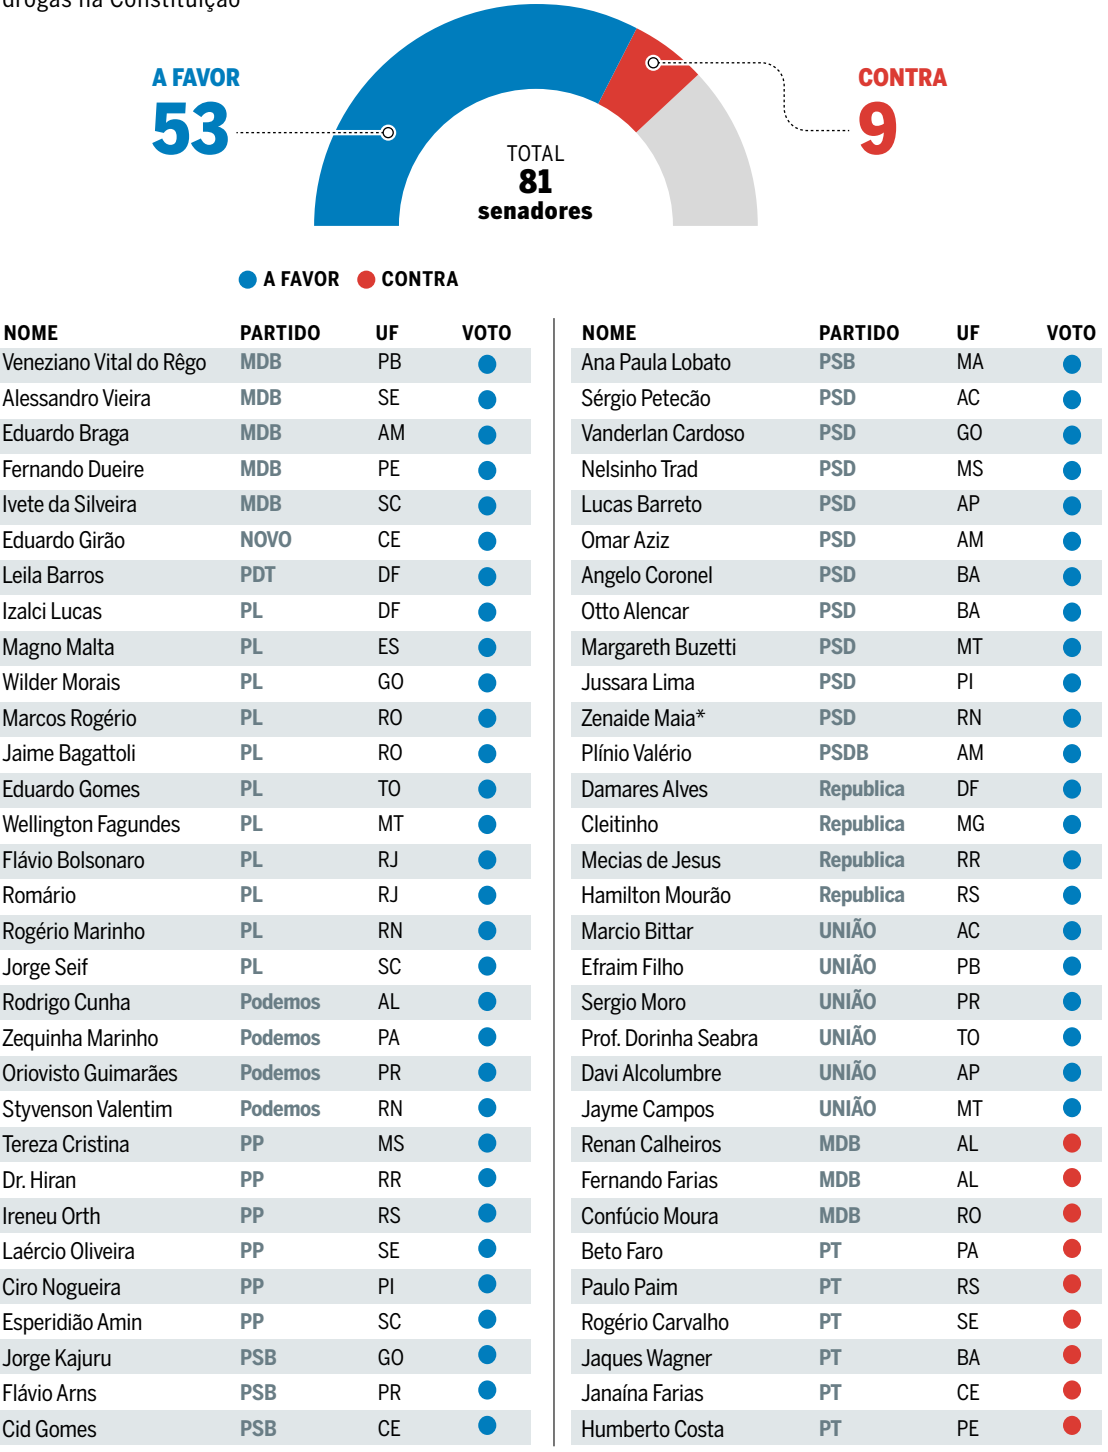 drogas na Constituição
A FAVOR
53
CONTRA
9
TOTAL
81
senadores
A FAVOR CONTRA
NOME PARTIDO UF VOTO
Veneziano Vital do Rêgo MDB PB
Alessandro Vieira MDB SE
Eduardo Braga MDB AM
Fernando Dueire MDB PE
Ivete da Silveira MDB SC
Eduardo Girão NOVO CE
Leila Barros PDT DF
Izalci Lucas PL DF
Magno Malta PL ES
Wilder Morais PL GO
Marcos Rogério PL RO
Jaime Bagattoli PL RO
Eduardo Gomes PL TO
Wellington Fagundes PL MT
Flávio Bolsonaro PL RJ
Romário PL RJ
Rogério Marinho PL RN
Jorge Seif PL SC
Rodrigo Cunha Podemos AL
Zequinha Marinho Podemos PA
Oriovisto Guimarães Podemos PR
Styvenson Valentim Podemos RN
Tereza Cristina PP MS
Dr. Hiran PP RR
Ireneu Orth PP RS
Laércio Oliveira PP SE
Ciro Nogueira PP PI
Esperidião Amin PP SC
Jorge Kajuru PSB GO
Flávio Arns PSB PR
Cid Gomes PSB CE
NOME PARTIDO UF VOTO
Ana Paula Lobato PSB MA
Sérgio Petecão PSD AC
Vanderlan Cardoso PSD GO
Nelsinho Trad PSD MS
Lucas Barreto PSD AP
Omar Aziz PSD AM
Angelo Coronel PSD BA
Otto Alencar PSD BA
Margareth Buzetti PSD MT
Jussara Lima PSD PI
Zenaide Maia* PSD RN
Plínio Valério PSDB AM
Damares Alves Republica DF
Cleitinho Republica MG
Mecias de Jesus Republica RR
Hamilton Mourão Republica RS
Marcio Bittar UNIÃO AC
Efraim Filho UNIÃO PB
Sergio Moro UNIÃO PR
Prof. Dorinha Seabra UNIÃO TO
Davi Alcolumbre UNIÃO AP
Jayme Campos UNIÃO MT
Renan Calheiros MDB AL
Fernando Farias MDB AL
Confúcio Moura MDB RO
Beto Faro PT PA
Paulo Paim PT RS
Rogério Carvalho PT SE
Jaques Wagner PT BA
Janaína Farias PT CE
Humberto Costa PT PE